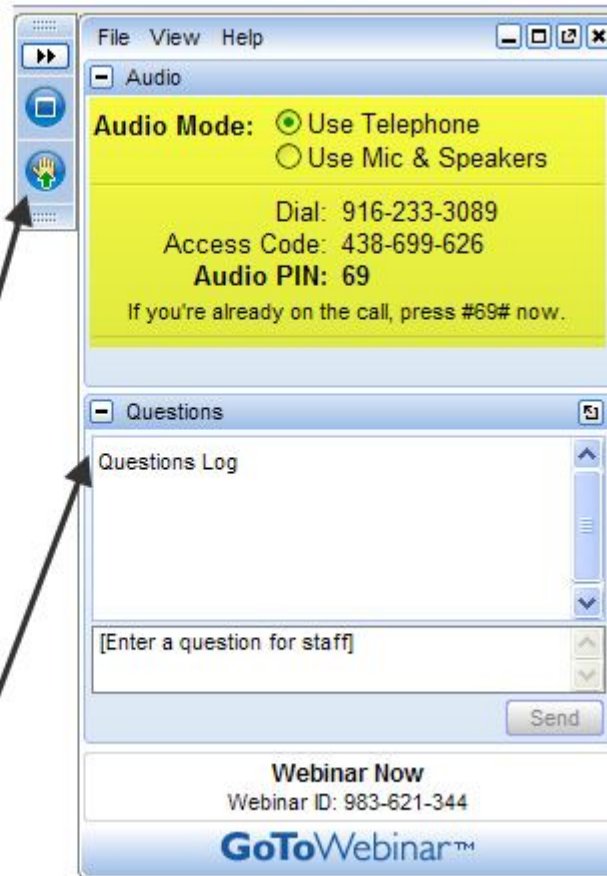 File View Help
Audio
Audio Mode: Use Telephone
Use Mic & Speakers
Dial: 916-233-3089
Access Code: 438-699-626
Audio PIN: 69
If you're already on the call, press #69# now.
Questions
Questions Log
[Enter a question for staff]
Send
Webinar Now
Webinar ID: 983-621-344
GoToWebinar™